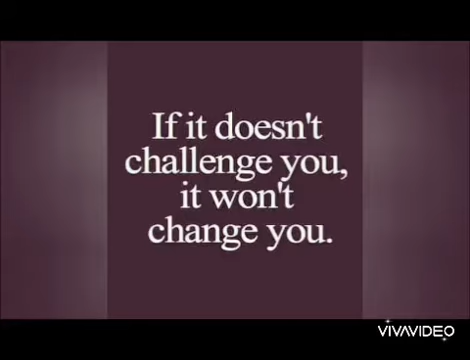 If it doesn't
challenge you,
it won't
change you.
VIVAVIDEO